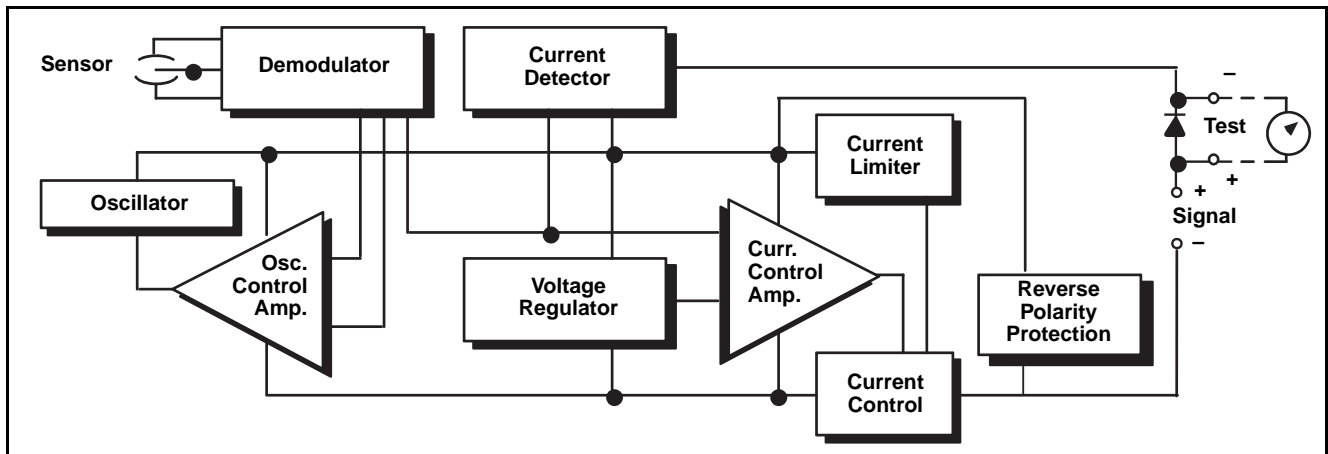 Sensor
Demodulator
Current
Detector
–
Test
+
+
Signal
–
Current
Limiter
Oscillator
Osc.
Control
Amp.
Voltage
Regulator
Curr.
Control
Amp.
Reverse
Polarity
Protection
Current
Control